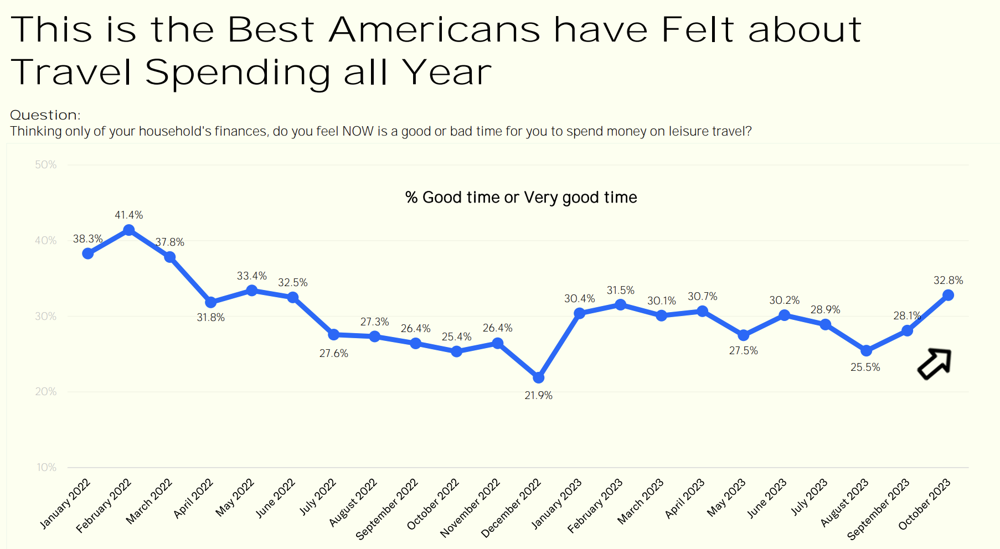 This is the Best Americans have Felt about
Travel Spending all Year
Question:
Thinking only of your household's finances, do you feel NOW is a good or bad time for you to spend money on leisure travel?
50%
% Good time or Very good time
41.4%
38.3%
40%
37.8%
33.4%
32.5%
32.8%
31.8%
30.4%
31.5%
30.1%
30.7%
30.2%
28.9%
28.1%
30%
27.3%
26.4%
25.4%
26.4%
27.6%
27.5%
25.5%
20%
21.9%
10%
January 2022
February 2022
March 2022
April 2022
May 2022
June 2022
July 2022
August 2022
September 2022
October 2022
November 2022
December 2022
January 2023
February 2023
March 2023
April 2023
May 2023
June 2023
July 2023
August 2023
September 2023
October 2023